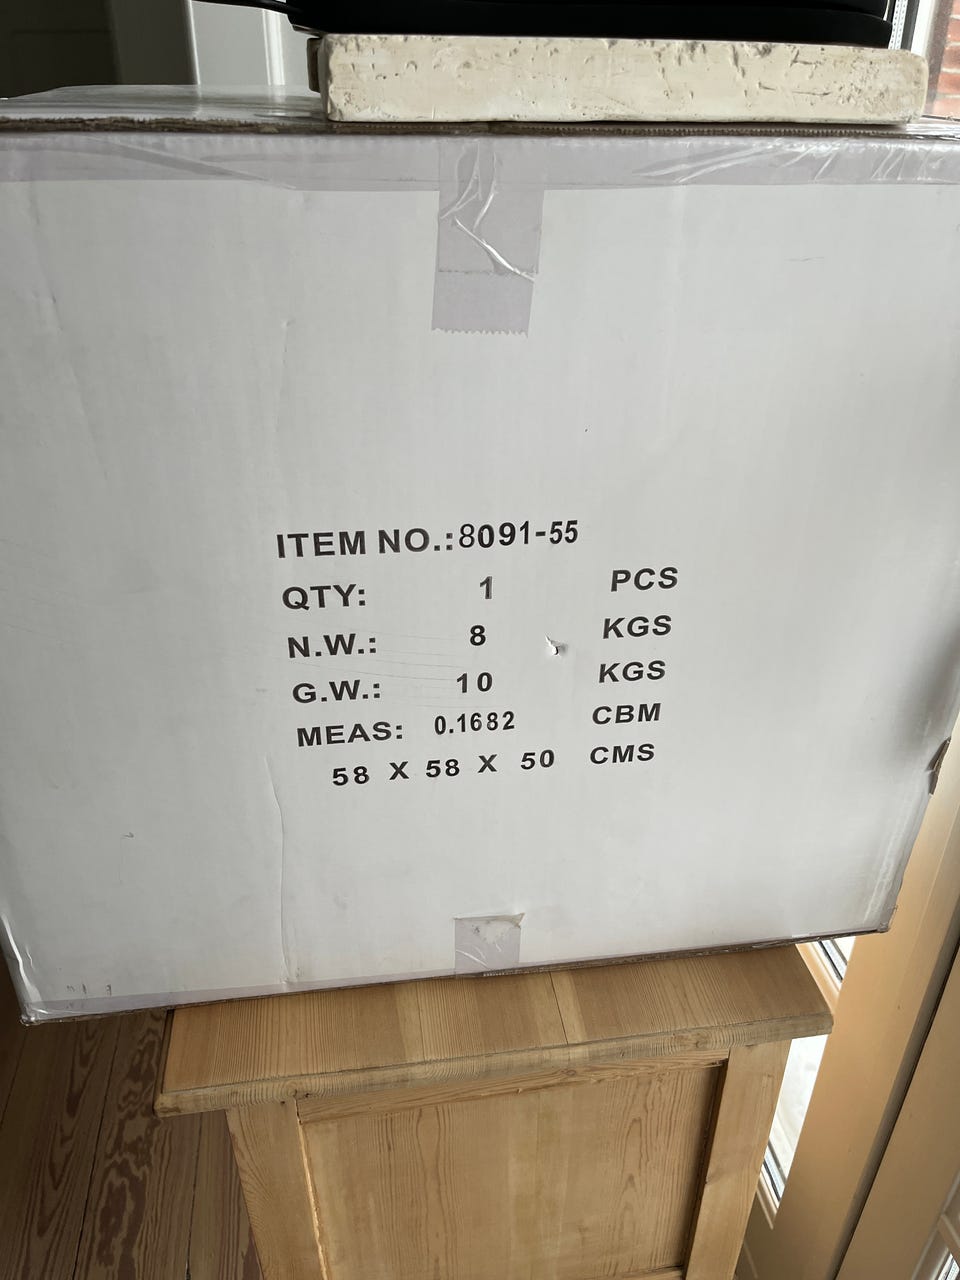 ITEM NO.:8091-55
QTY: 1 PCS
N.W.: 8 KGS
G.W.: 10 KGS
MEAS: 0.1682 CBM
58 X 58 X 50 CMS